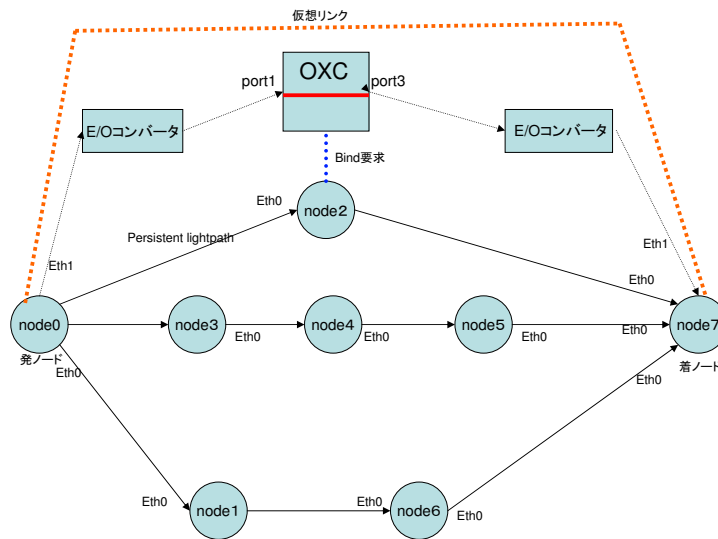 仮想リンク
OXC
port1
port3
E/Oコンバータ
E/Oコンバータ
Bind要求
Eth0
node2
Persistent lightpath
Eth1
Eth1
Eth0
node0
node3
node4
node5
node7
Eth0
Eth0
Eth0
Eth0
発ノード
着ノード
Eth0
Eth0
Eth0
Eth0
node1
node6
Eth0